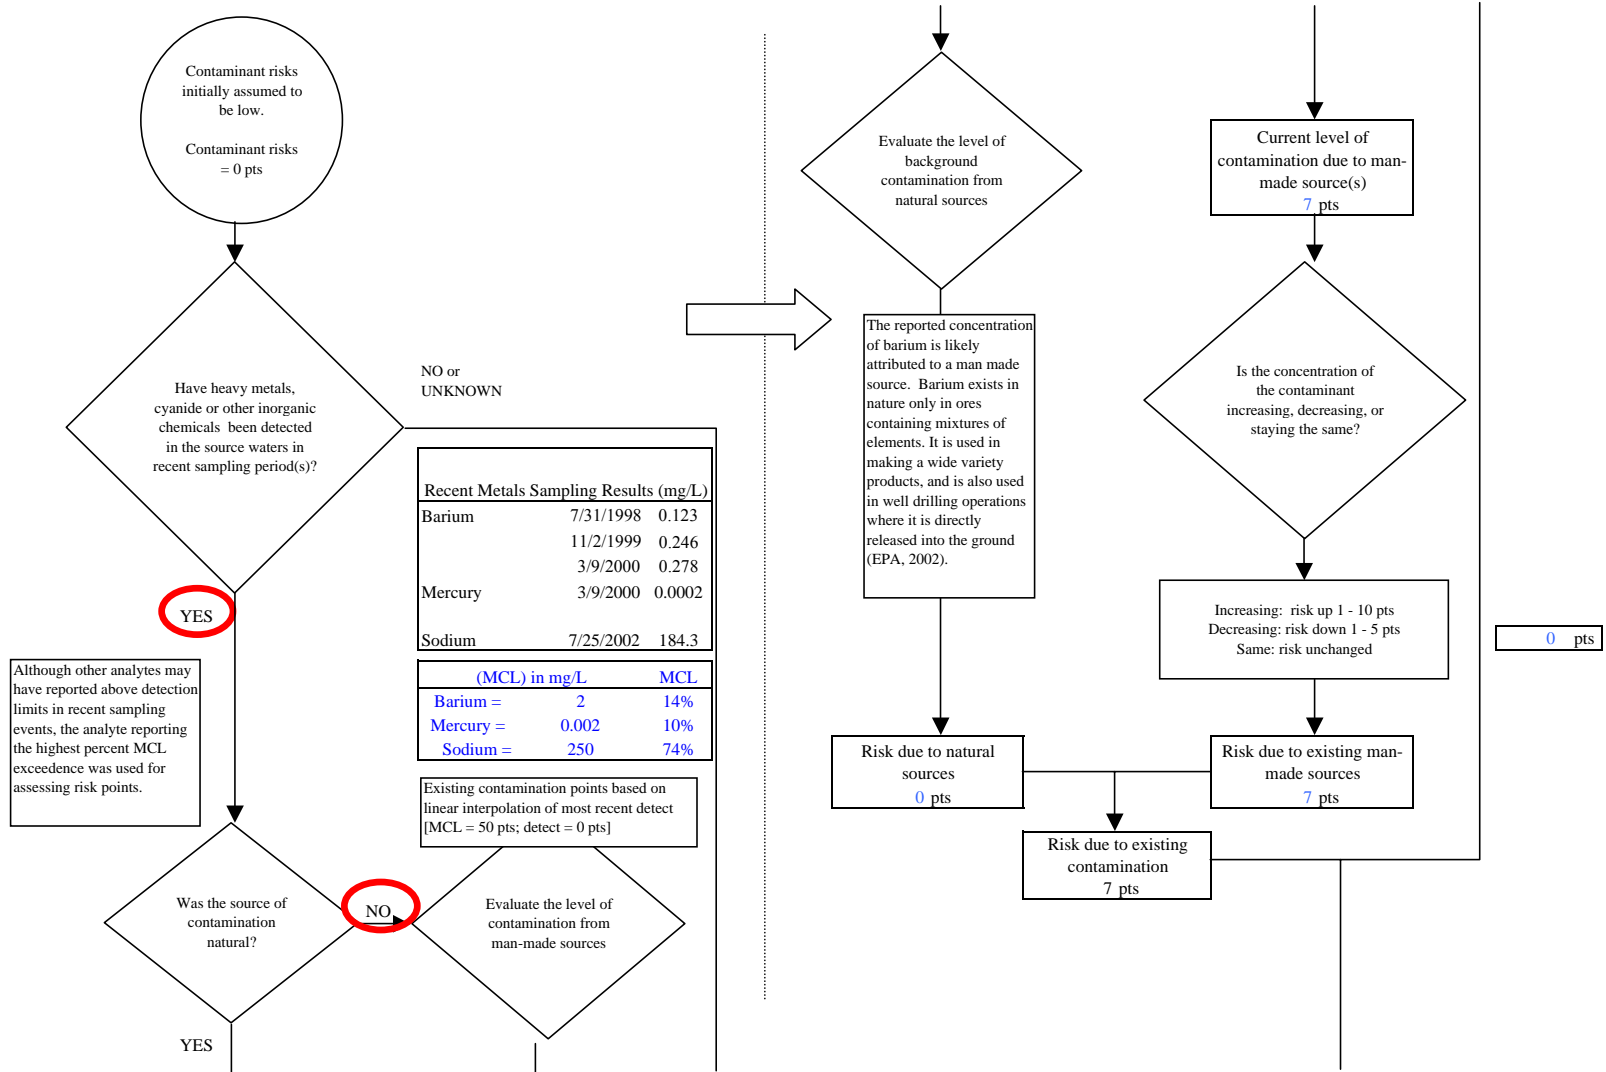 Contaminant risks
initially assumed to
be low.
Contaminant risks
= 0 pts
Have heavy metals,
cyanide or other inorganic
chemicals  been detected
in the source waters in
recent sampling period(s)?
NO or
UNKNOWN
YES
Although other analytes may
have reported above detection
limits in recent sampling
events, the analyte reporting
the highest percent MCL
exceedence was used for
assessing risk points.
Recent Metals Sampling Results (mg/L)
Barium 7/31/1998 0.123
11/2/1999 0.246
3/9/2000 0.278
Mercury 3/9/2000 0.0002
Sodium 7/25/2002 184.3
(MCL) in mg/L MCL
Barium = 2 14%
Mercury = 0.002 10%
Sodium = 250 74%
Existing contamination points based on
linear interpolation of most recent detect
[MCL = 50 pts; detect = 0 pts]
Was the source of
contamination
natural?
NO
Evaluate the level of
contamination from
man-made sources
YES
Evaluate the level of
background
contamination from
natural sources
The reported concentration
of barium is likely
attributed to a man made
source.  Barium exists in
nature only in ores
containing mixtures of
elements. It is used in
making a wide variety
products, and is also used
in well drilling operations
where it is directly
released into the ground
(EPA, 2002).
Risk due to natural
sources
0 pts
Current level of
contamination due to man-
made source(s)
7 pts
Is the concentration of
the contaminant
increasing, decreasing, or
staying the same?
Increasing:  risk up 1 - 10 pts
Decreasing: risk down 1 - 5 pts
Same: risk unchanged
0 pts
Risk due to existing man-
made sources
7 pts
Risk due to existing
contamination
7 pts